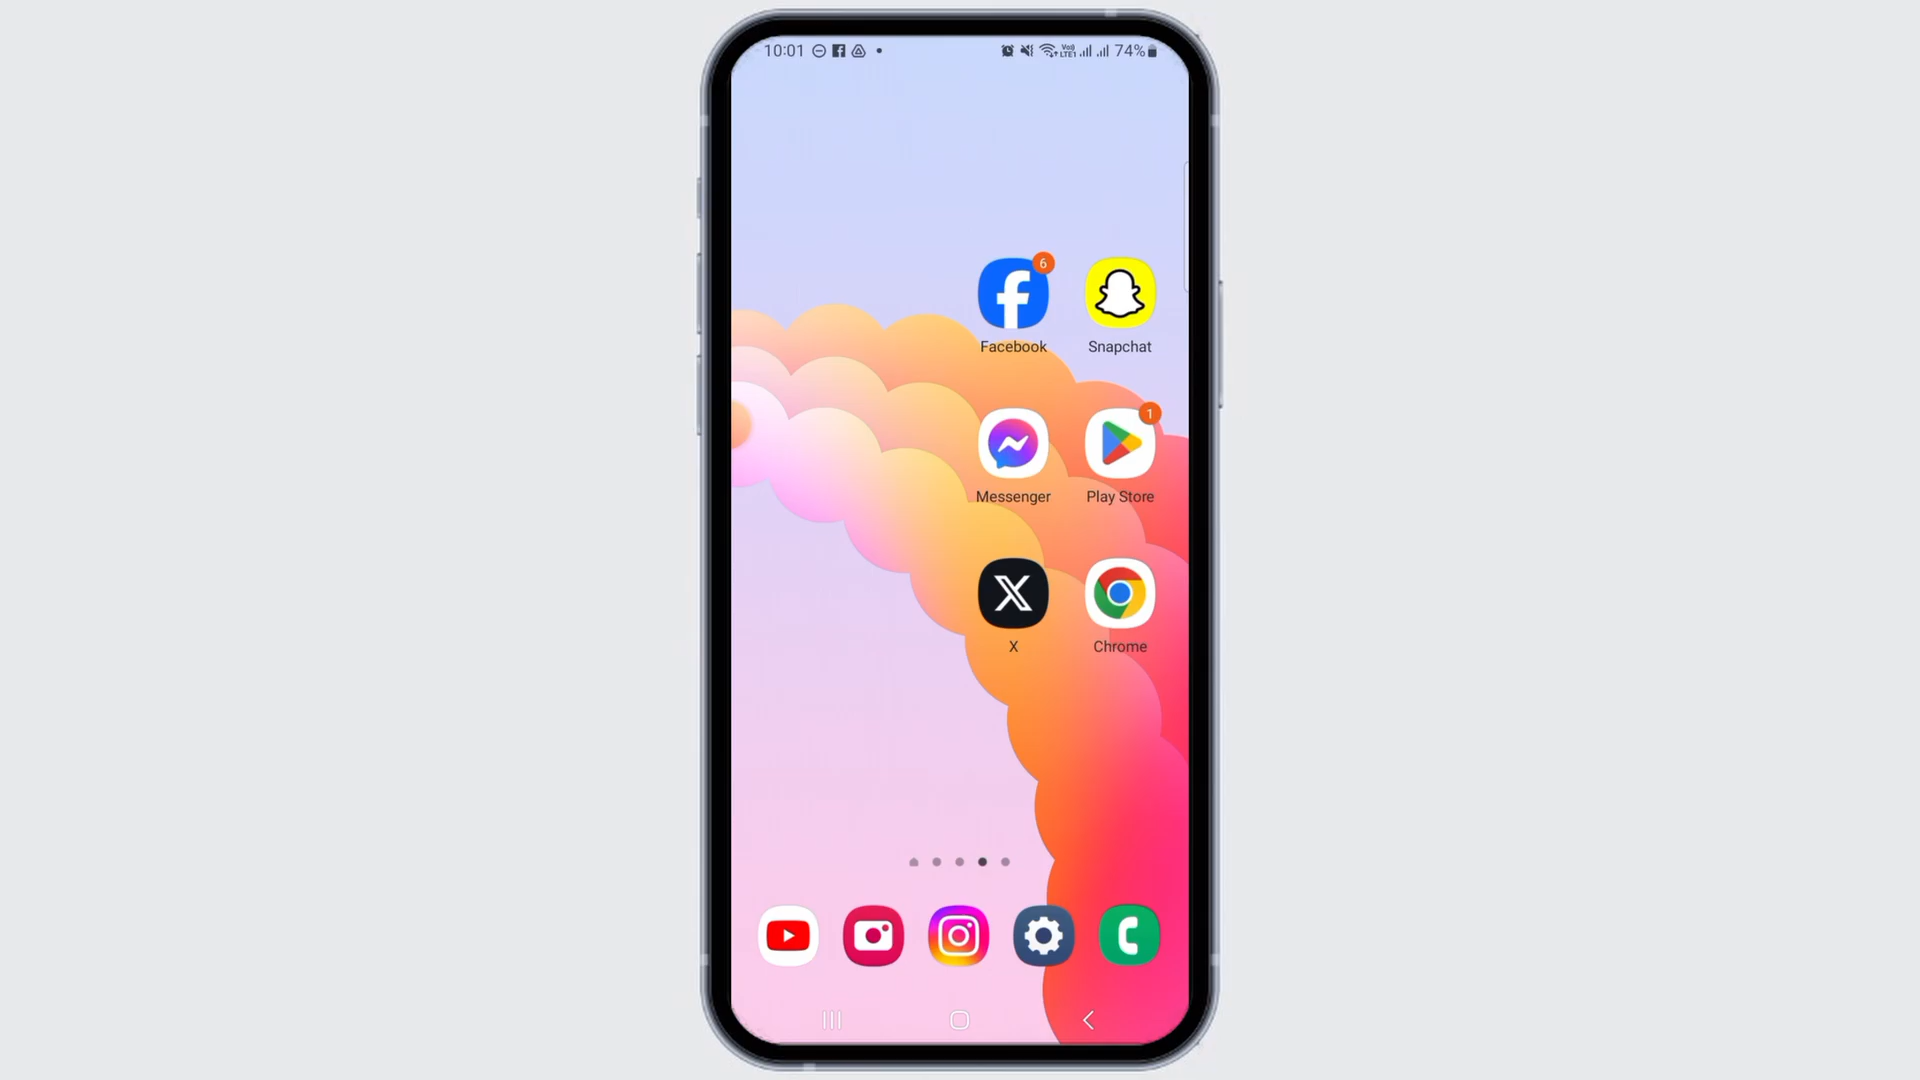 10:01 74%
6
Facebook Snapchat
1
Messenger Play Store
X Chrome